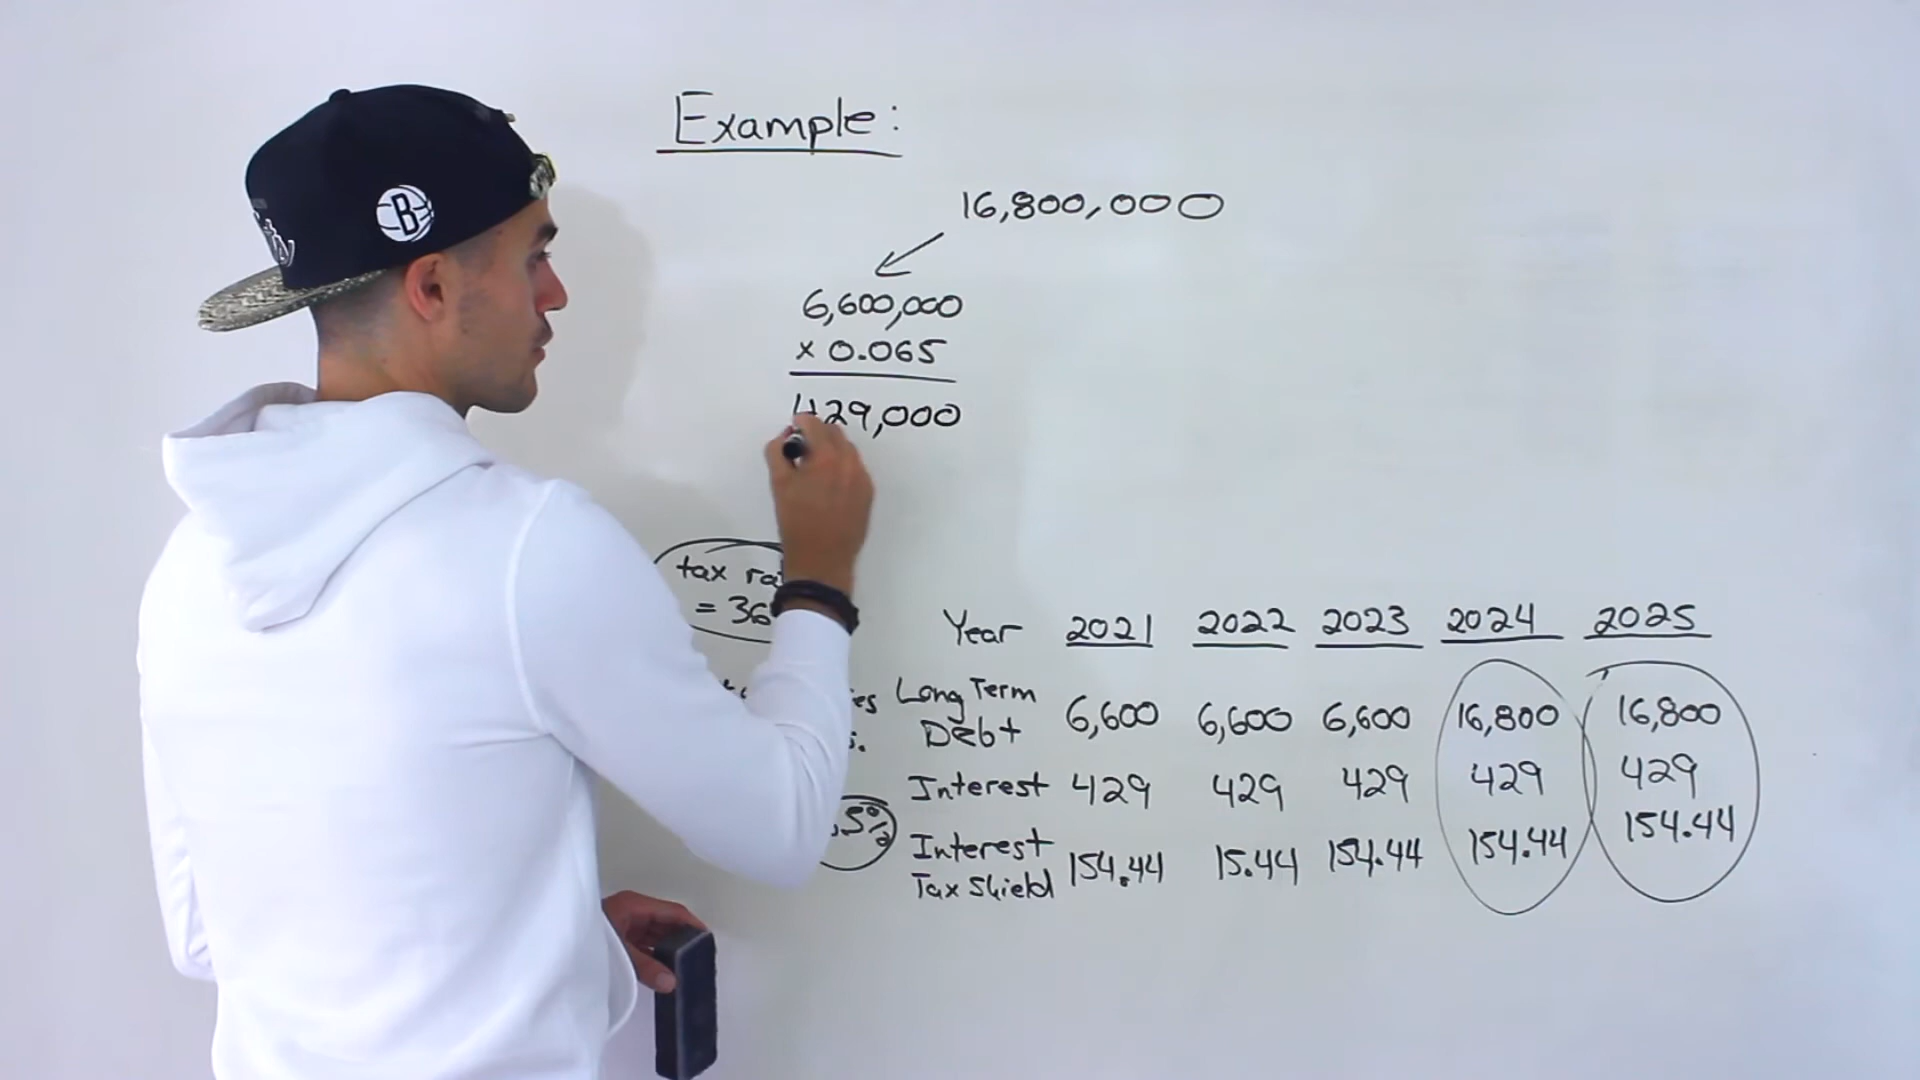 Example:
16,800,000
6,600,000
x 0.065
429,000
tax
= 36
Year 2021 2022 2023 2024 2025
Long Term
Debt 6,600 6,600 6,600 16,800 16,800
Interest 429 429 429 429 429
Interest
Tax Shield 154.44 15.44 154.44 154.44 154.44
B